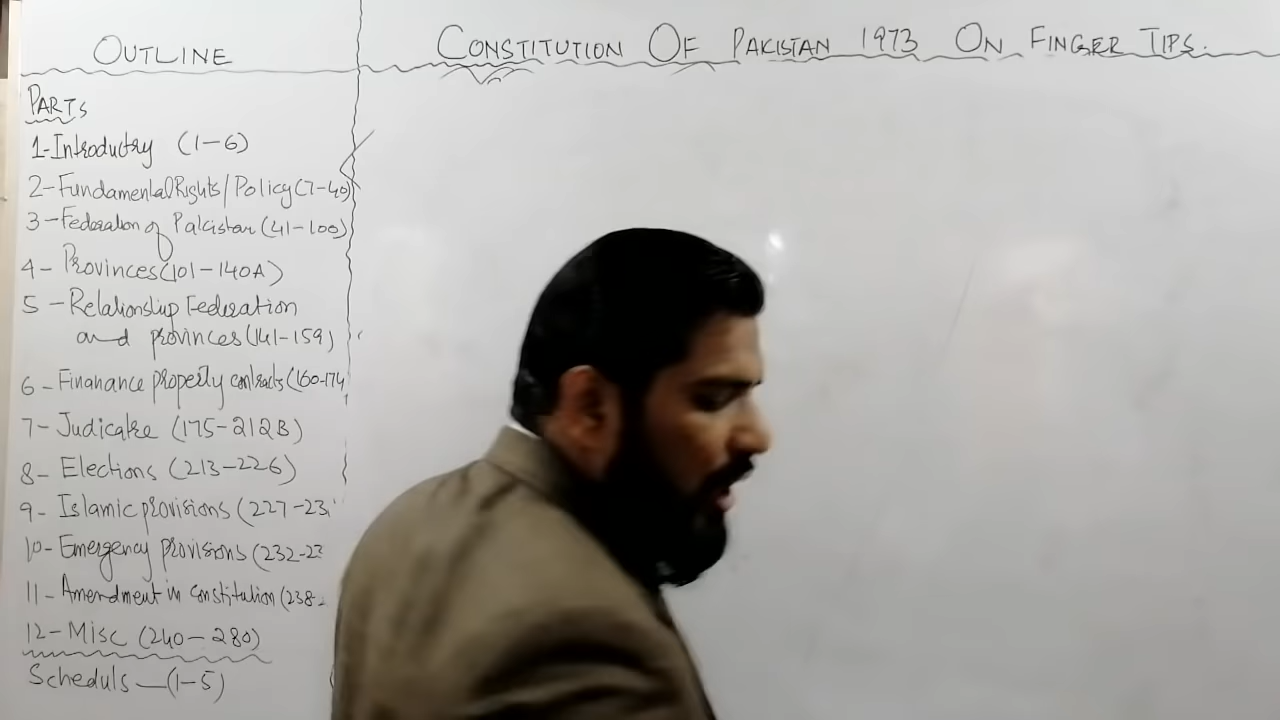 OUTLINE
CONSTITUTION OF PAKISTAN 1973 ON FINGER TIPS.
PARTS
1-Introductry (1-6)
2-Fundamental Rights/Policy (7-40)
3-Federation of Pakistan (41-100)
4- Provinces (101-140A)
5-Relationship Federation
and provinces (141-159)
6-Finanance property contracts (160-174
7-Judicatre (175-212B)
8- Elections (213-226)
9- Islamic provisions (227-23
10- Emergency provisions (232-23
11-Amendment in constitution (238-
12-Misc (240-280)
Scheduls-(1-5)